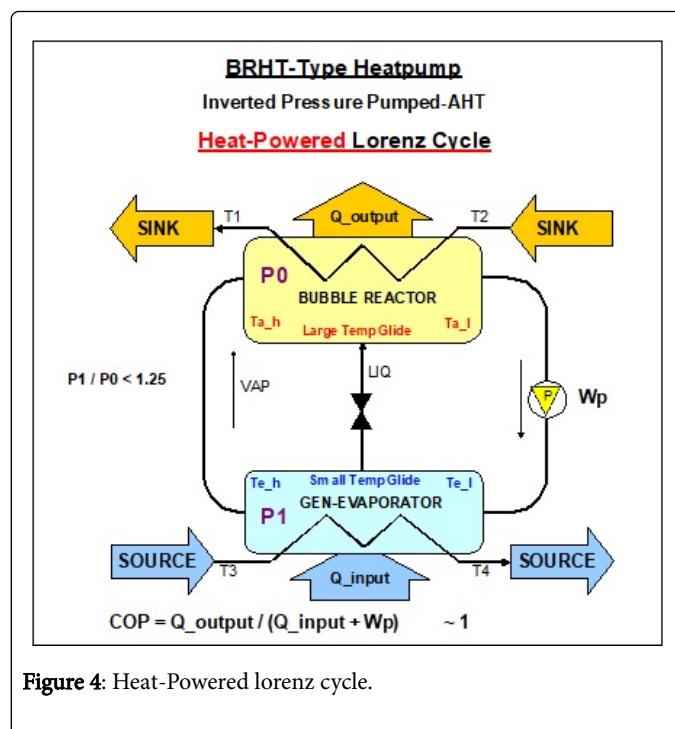 BRHT-Type Heatpump
Inverted Pressure Pumped-AHT
Heat-Powered Lorenz Cycle
SINK
T1
Q_output
T2
SINK
P0
BUBBLE REACTOR
Ta_h
Large Temp Glide
Ta_l
P1 / P0 < 1.25
VAP
LIQ
P
Wp
Te_h
Small Temp Glide
Te_l
GEN-EVAPORATOR
P1
SOURCE
T3
Q_input
T4
SOURCE
COP = Q_output / (Q_input + Wp) ~ 1
Figure 4: Heat-Powered lorenz cycle.